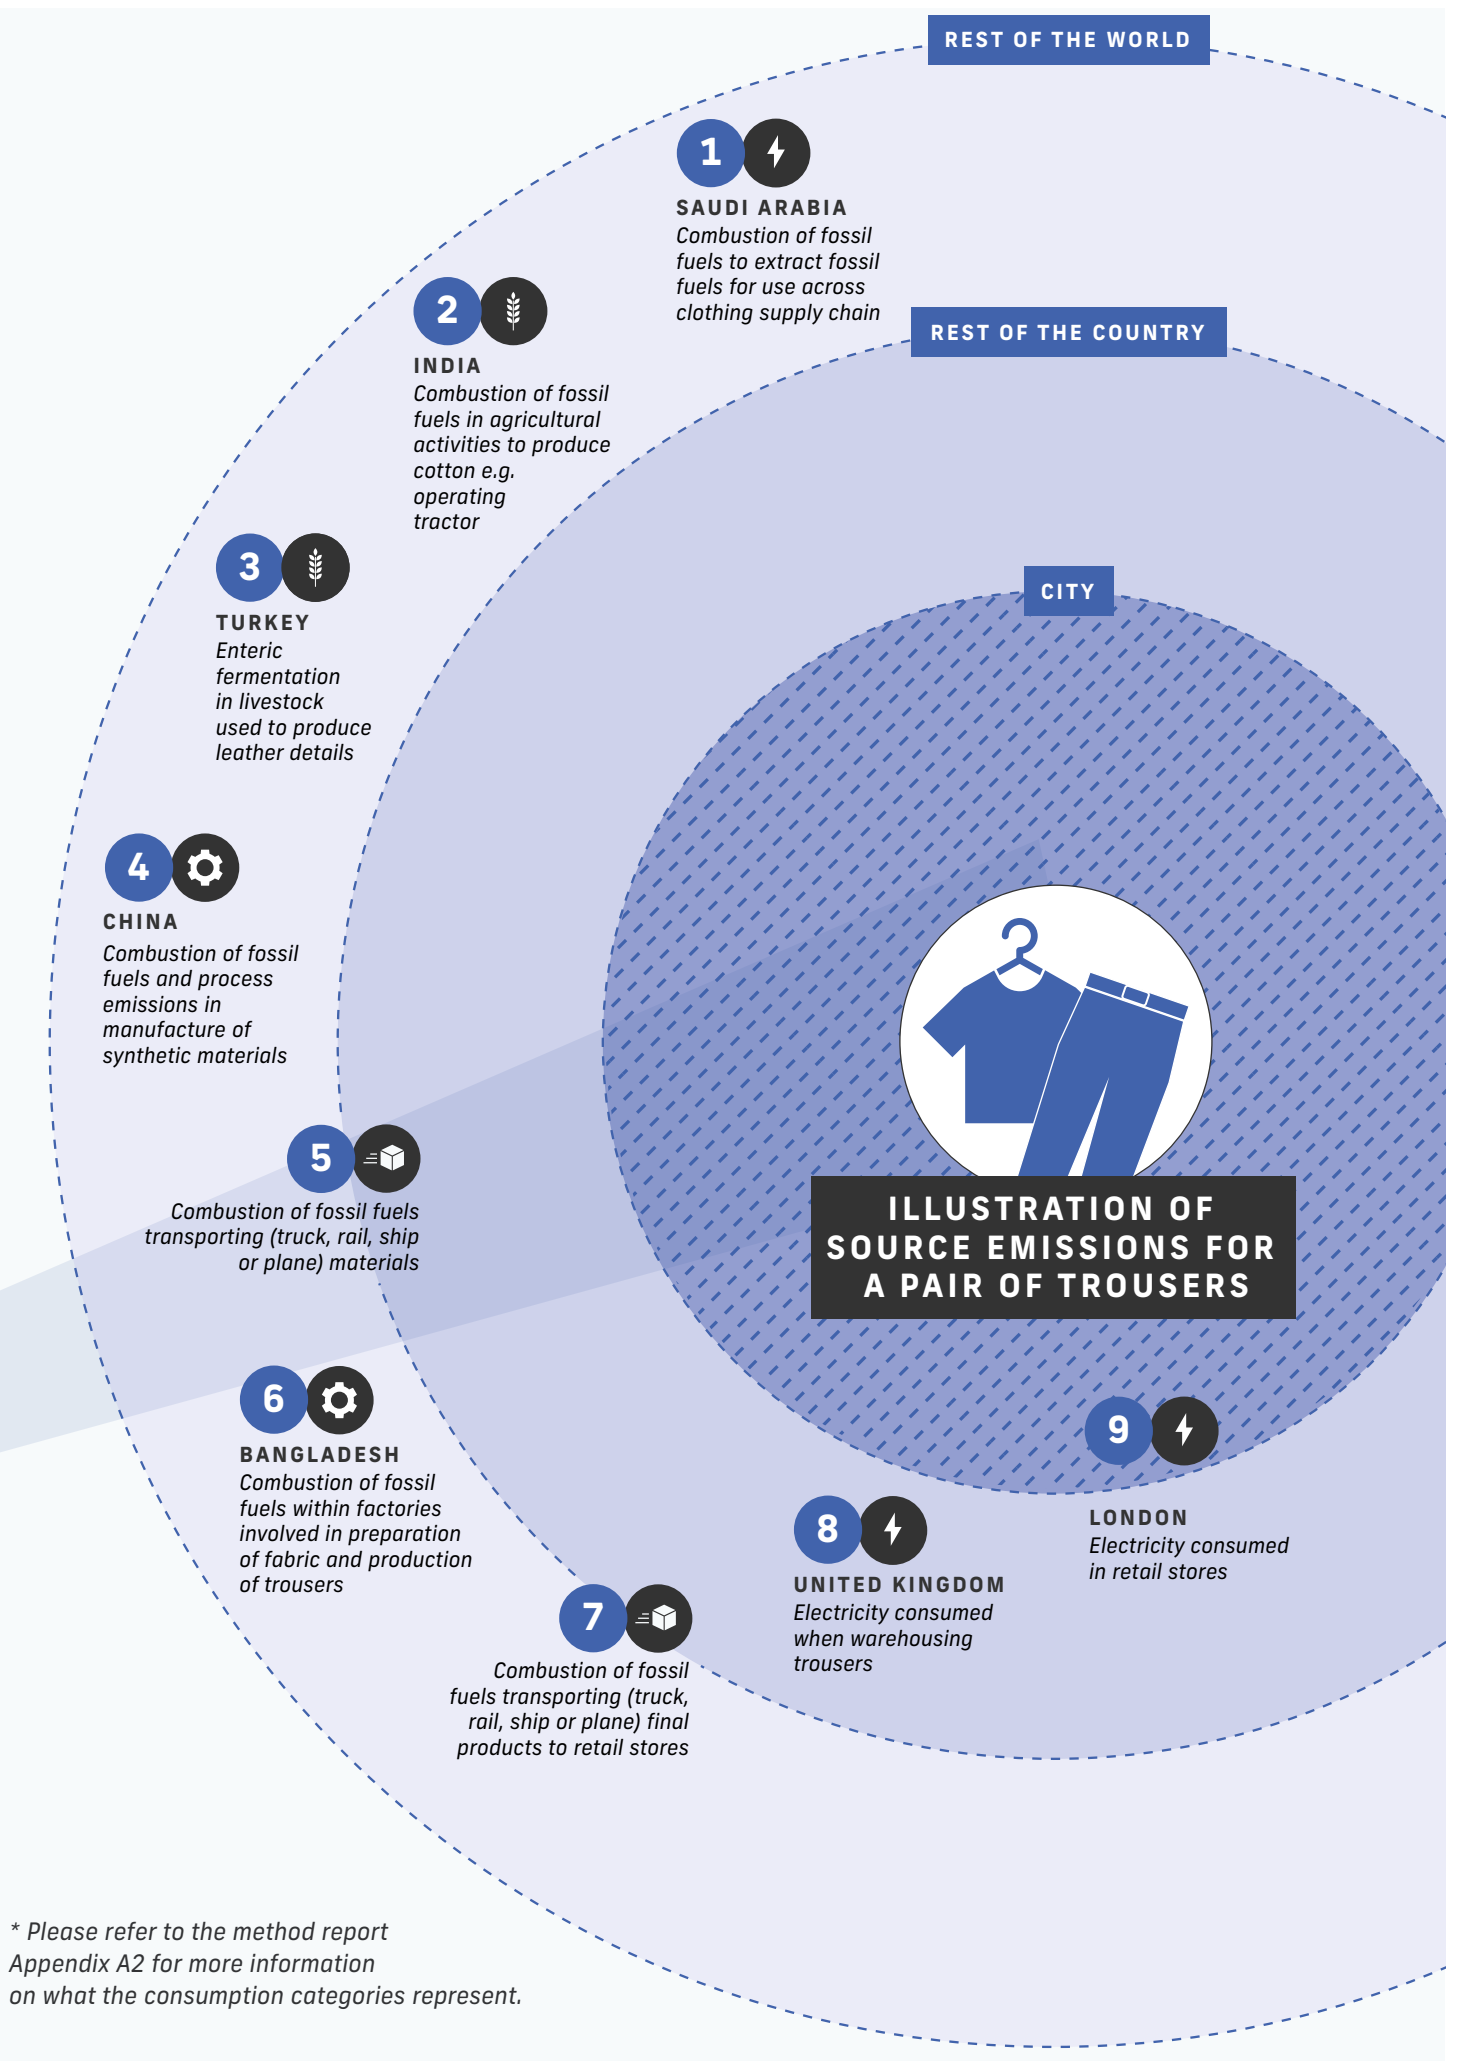 REST OF THE WORLD
1
SAUDI ARABIA
Combustion of fossil
fuels to extract fossil
fuels for use across
clothing supply chain
2
INDIA
Combustion of fossil
fuels in agricultural
activities to produce
cotton e.g.
operating
tractor
REST OF THE COUNTRY
3
TURKEY
Enteric
fermentation
in livestock
used to produce
leather details
CITY
4
CHINA
Combustion of fossil
fuels and process
emissions in
manufacture of
synthetic materials
5
Combustion of fossil fuels
transporting (truck, rail, ship
or plane) materials
ILLUSTRATION OF
SOURCE EMISSIONS FOR
A PAIR OF TROUSERS
6
BANGLADESH
Combustion of fossil
fuels within factories
involved in preparation
of fabric and production
of trousers
7
Combustion of fossil
fuels transporting (truck,
rail, ship or plane) final
products to retail stores
8
UNITED KINGDOM
Electricity consumed
when warehousing
trousers
9
LONDON
Electricity consumed
in retail stores
* Please refer to the method report
Appendix A2 for more information
on what the consumption categories represent.